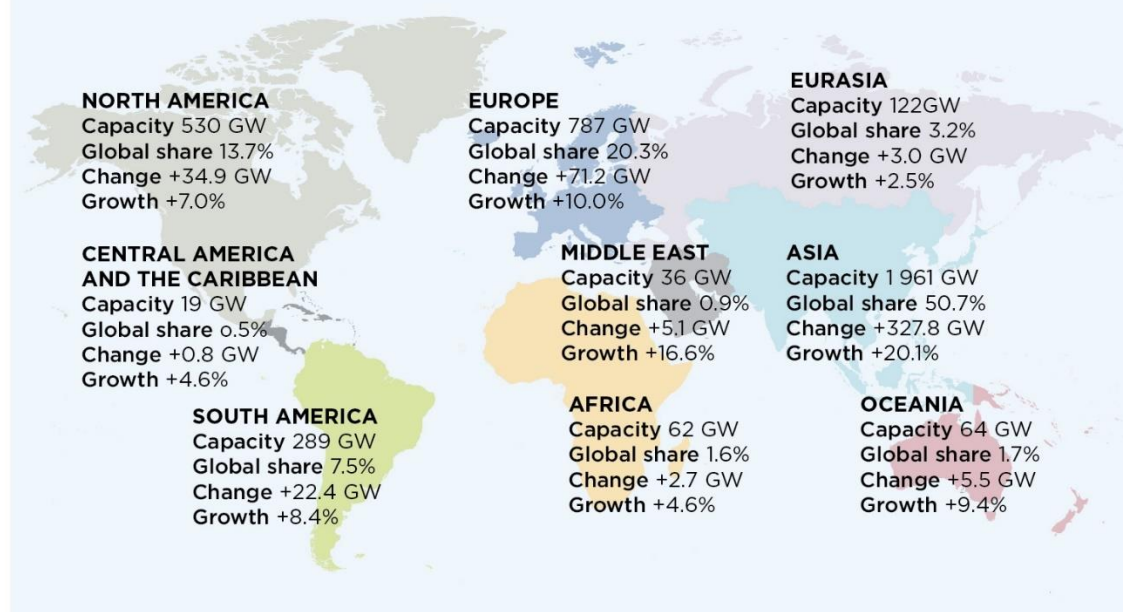 NORTH AMERICA
Capacity 530 GW
Global share 13.7%
Change +34.9 GW
Growth +7.0%
EUROPE
Capacity 787 GW
Global share 20.3%
Change +71.2 GW
Growth +10.0%
EURASIA
Capacity 122GW
Global share 3.2%
Change +3.0 GW
Growth +2.5%
CENTRAL AMERICA
AND THE CARIBBEAN
Capacity 19 GW
Global share o.5%
Change +0.8 GW
Growth +4.6%
MIDDLE EAST
Capacity 36 GW
Global share 0.9%
Change +5.1 GW
Growth +16.6%
ASIA
Capacity 1 961 GW
Global share 50.7%
Change +327.8 GW
Growth +20.1%
SOUTH AMERICA
Capacity 289 GW
Global share 7.5%
Change +22.4 GW
Growth +8.4%
AFRICA
Capacity 62 GW
Global share 1.6%
Change +2.7 GW
Growth +4.6%
OCEANIA
Capacity 64 GW
Global share 1.7%
Change +5.5 GW
Growth +9.4%